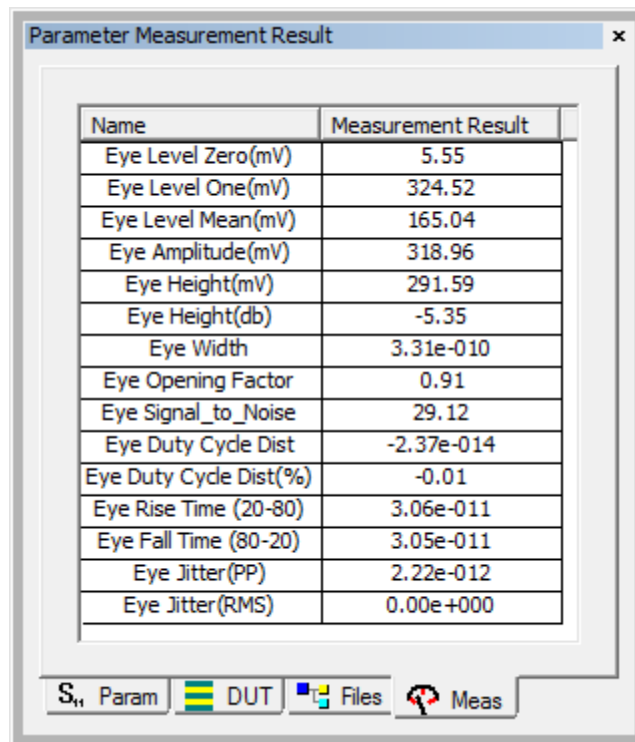 Parameter Measurement Result x
Name Measurement Result
Eye Level Zero(mV) 5.55
Eye Level One(mV) 324.52
Eye Level Mean(mV) 165.04
Eye Amplitude(mV) 318.96
Eye Height(mV) 291.59
Eye Height(db) -5.35
Eye Width 3.31e-010
Eye Opening Factor 0.91
Eye Signal_to_Noise 29.12
Eye Duty Cycle Dist -2.37e-014
Eye Duty Cycle Dist(%) -0.01
Eye Rise Time (20-80) 3.06e-011
Eye Fall Time (80-20) 3.05e-011
Eye Jitter(PP) 2.22e-012
Eye Jitter(RMS) 0.00e+000
S11 Param DUT Files Meas